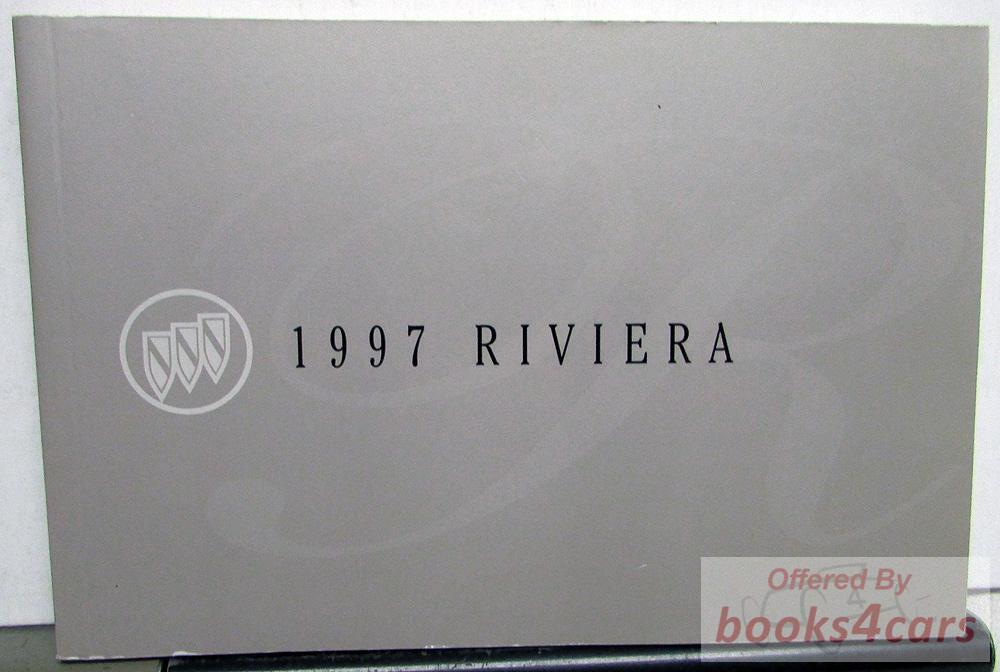 1997 RIVIERA
Offered By
books4cars